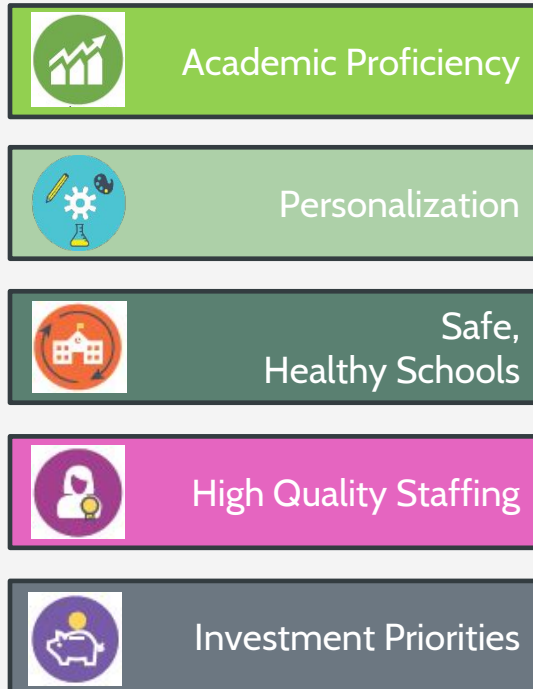 Academic Proficiency
Personalization
Safe,
Healthy Schools
High Quality Staffing
Investment Priorities